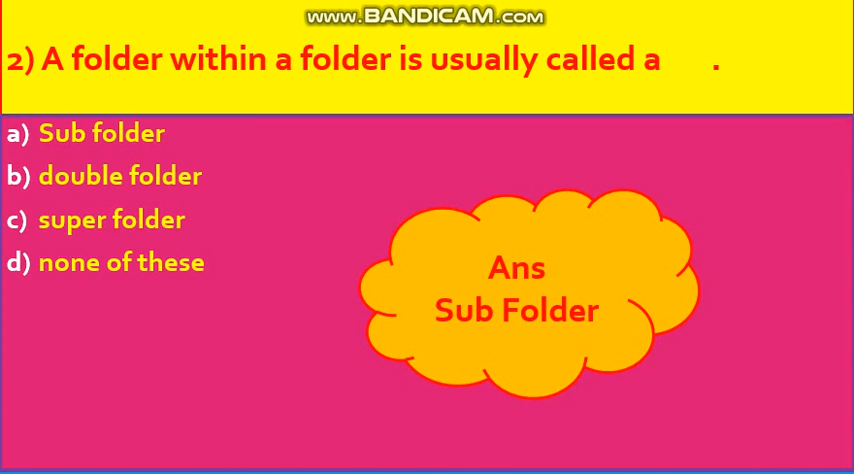 www.BANDICAM.com
2) A folder within a folder is usually called a .
a) Sub folder
b) double folder
c) super folder
d) none of these
Ans
Sub Folder